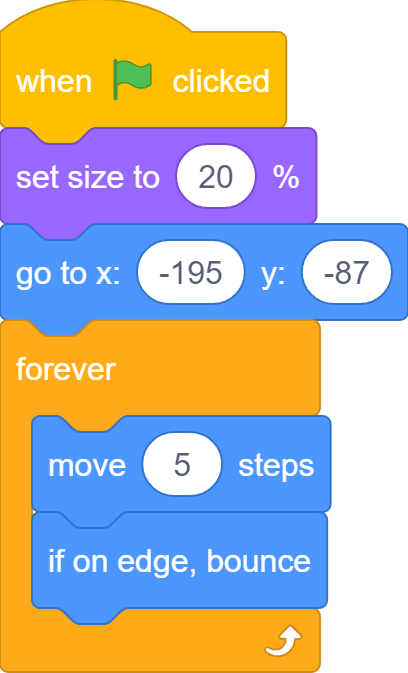 when clicked
set size to 20 %
go to x: -195 y: -87
forever
move 5 steps
if on edge, bounce